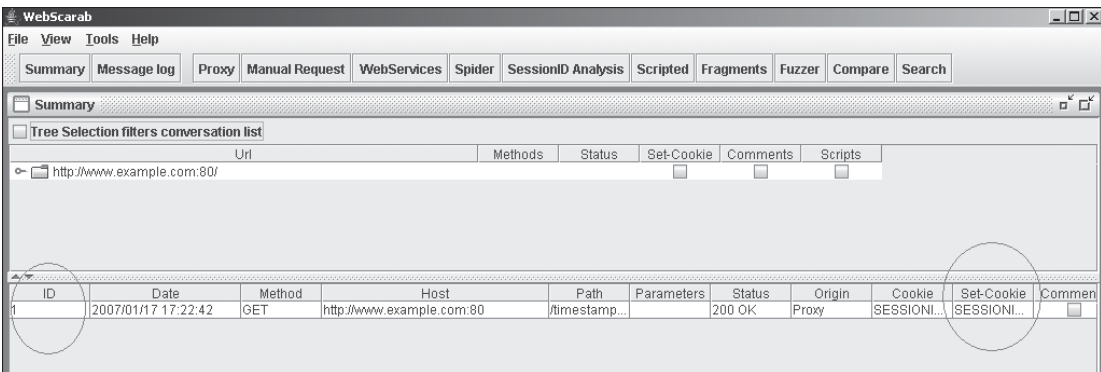 WebScarab
File View Tools Help
Summary Message log Proxy Manual Request WebServices Spider SessionID Analysis Scripted Fragments Fuzzer Compare Search
Summary
Tree Selection filters conversation list
Url Methods Status Set-Cookie Comments Scripts
http://www.example.com:80/
ID Date Method Host Path Parameters Status Origin Cookie Set-Cookie Commen
1 2007/01/17 17:22:42 GET http://www.example.com:80 /timestamp... 200 OK Proxy SESSIONI... SESSIONI...